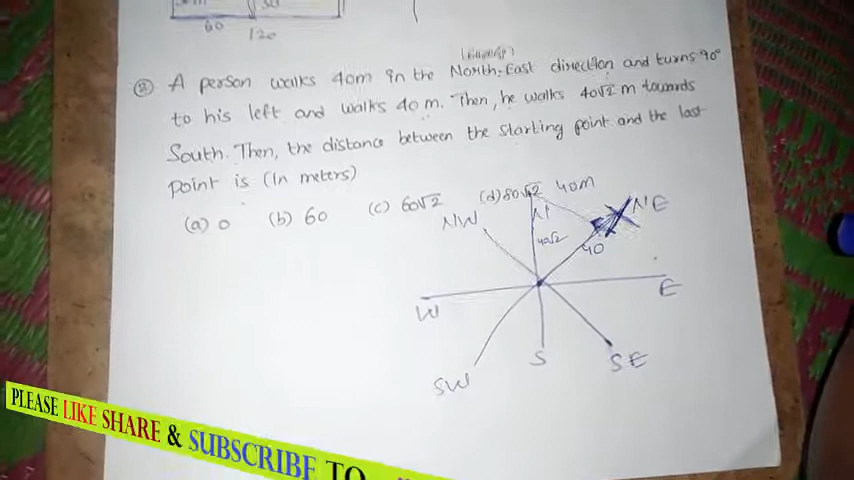 60
120
② A person walks 40m in the North-East direction and turns 90°
to his left and walks 40 m. Then, he walks 40√2 m towards
South. Then, the distance between the starting point and the last
point is (In meters)
(a) 0 (b) 60 (c) 60√2 (d) 80√2
40M
NW N NE
40√2
40
W E
SW S SE
PLEASE LIKE SHARE & SUBSCRIBE TO